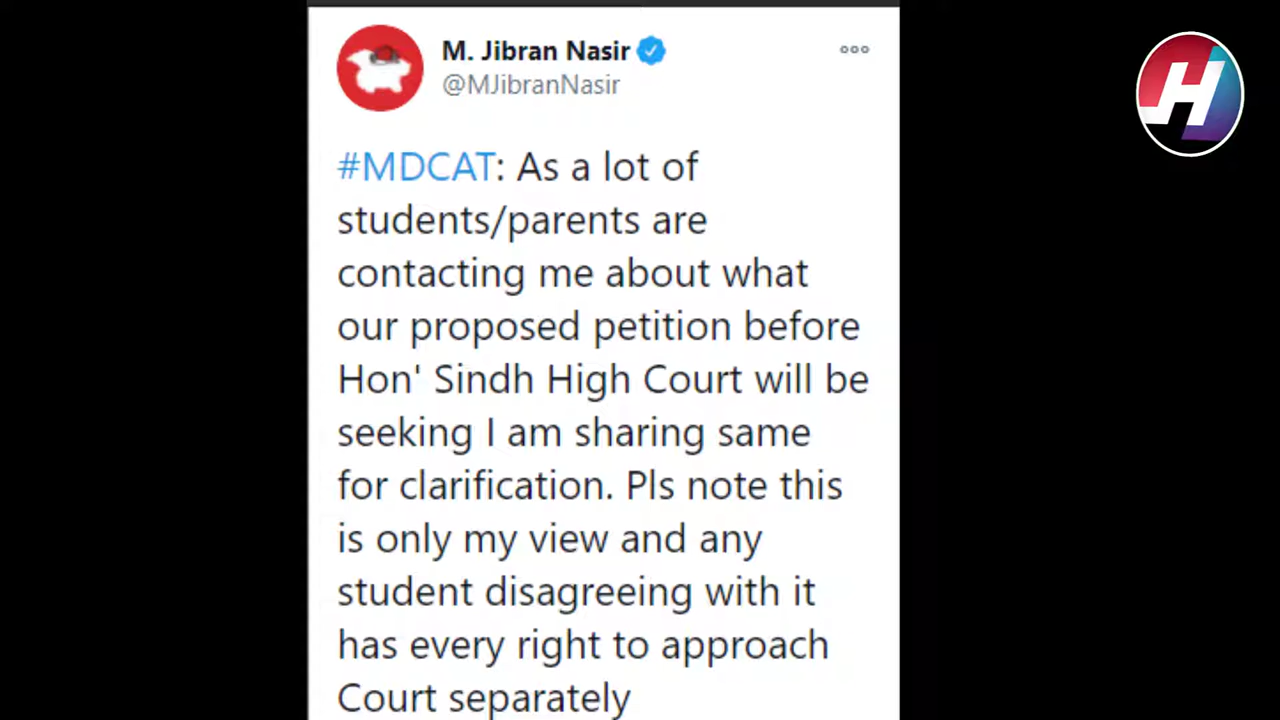 M. Jibran Nasir
@MJibranNasir
H
#MDCAT: As a lot of
students/parents are
contacting me about what
our proposed petition before
Hon' Sindh High Court will be
seeking I am sharing same
for clarification. Pls note this
is only my view and any
student disagreeing with it
has every right to approach
Court separately